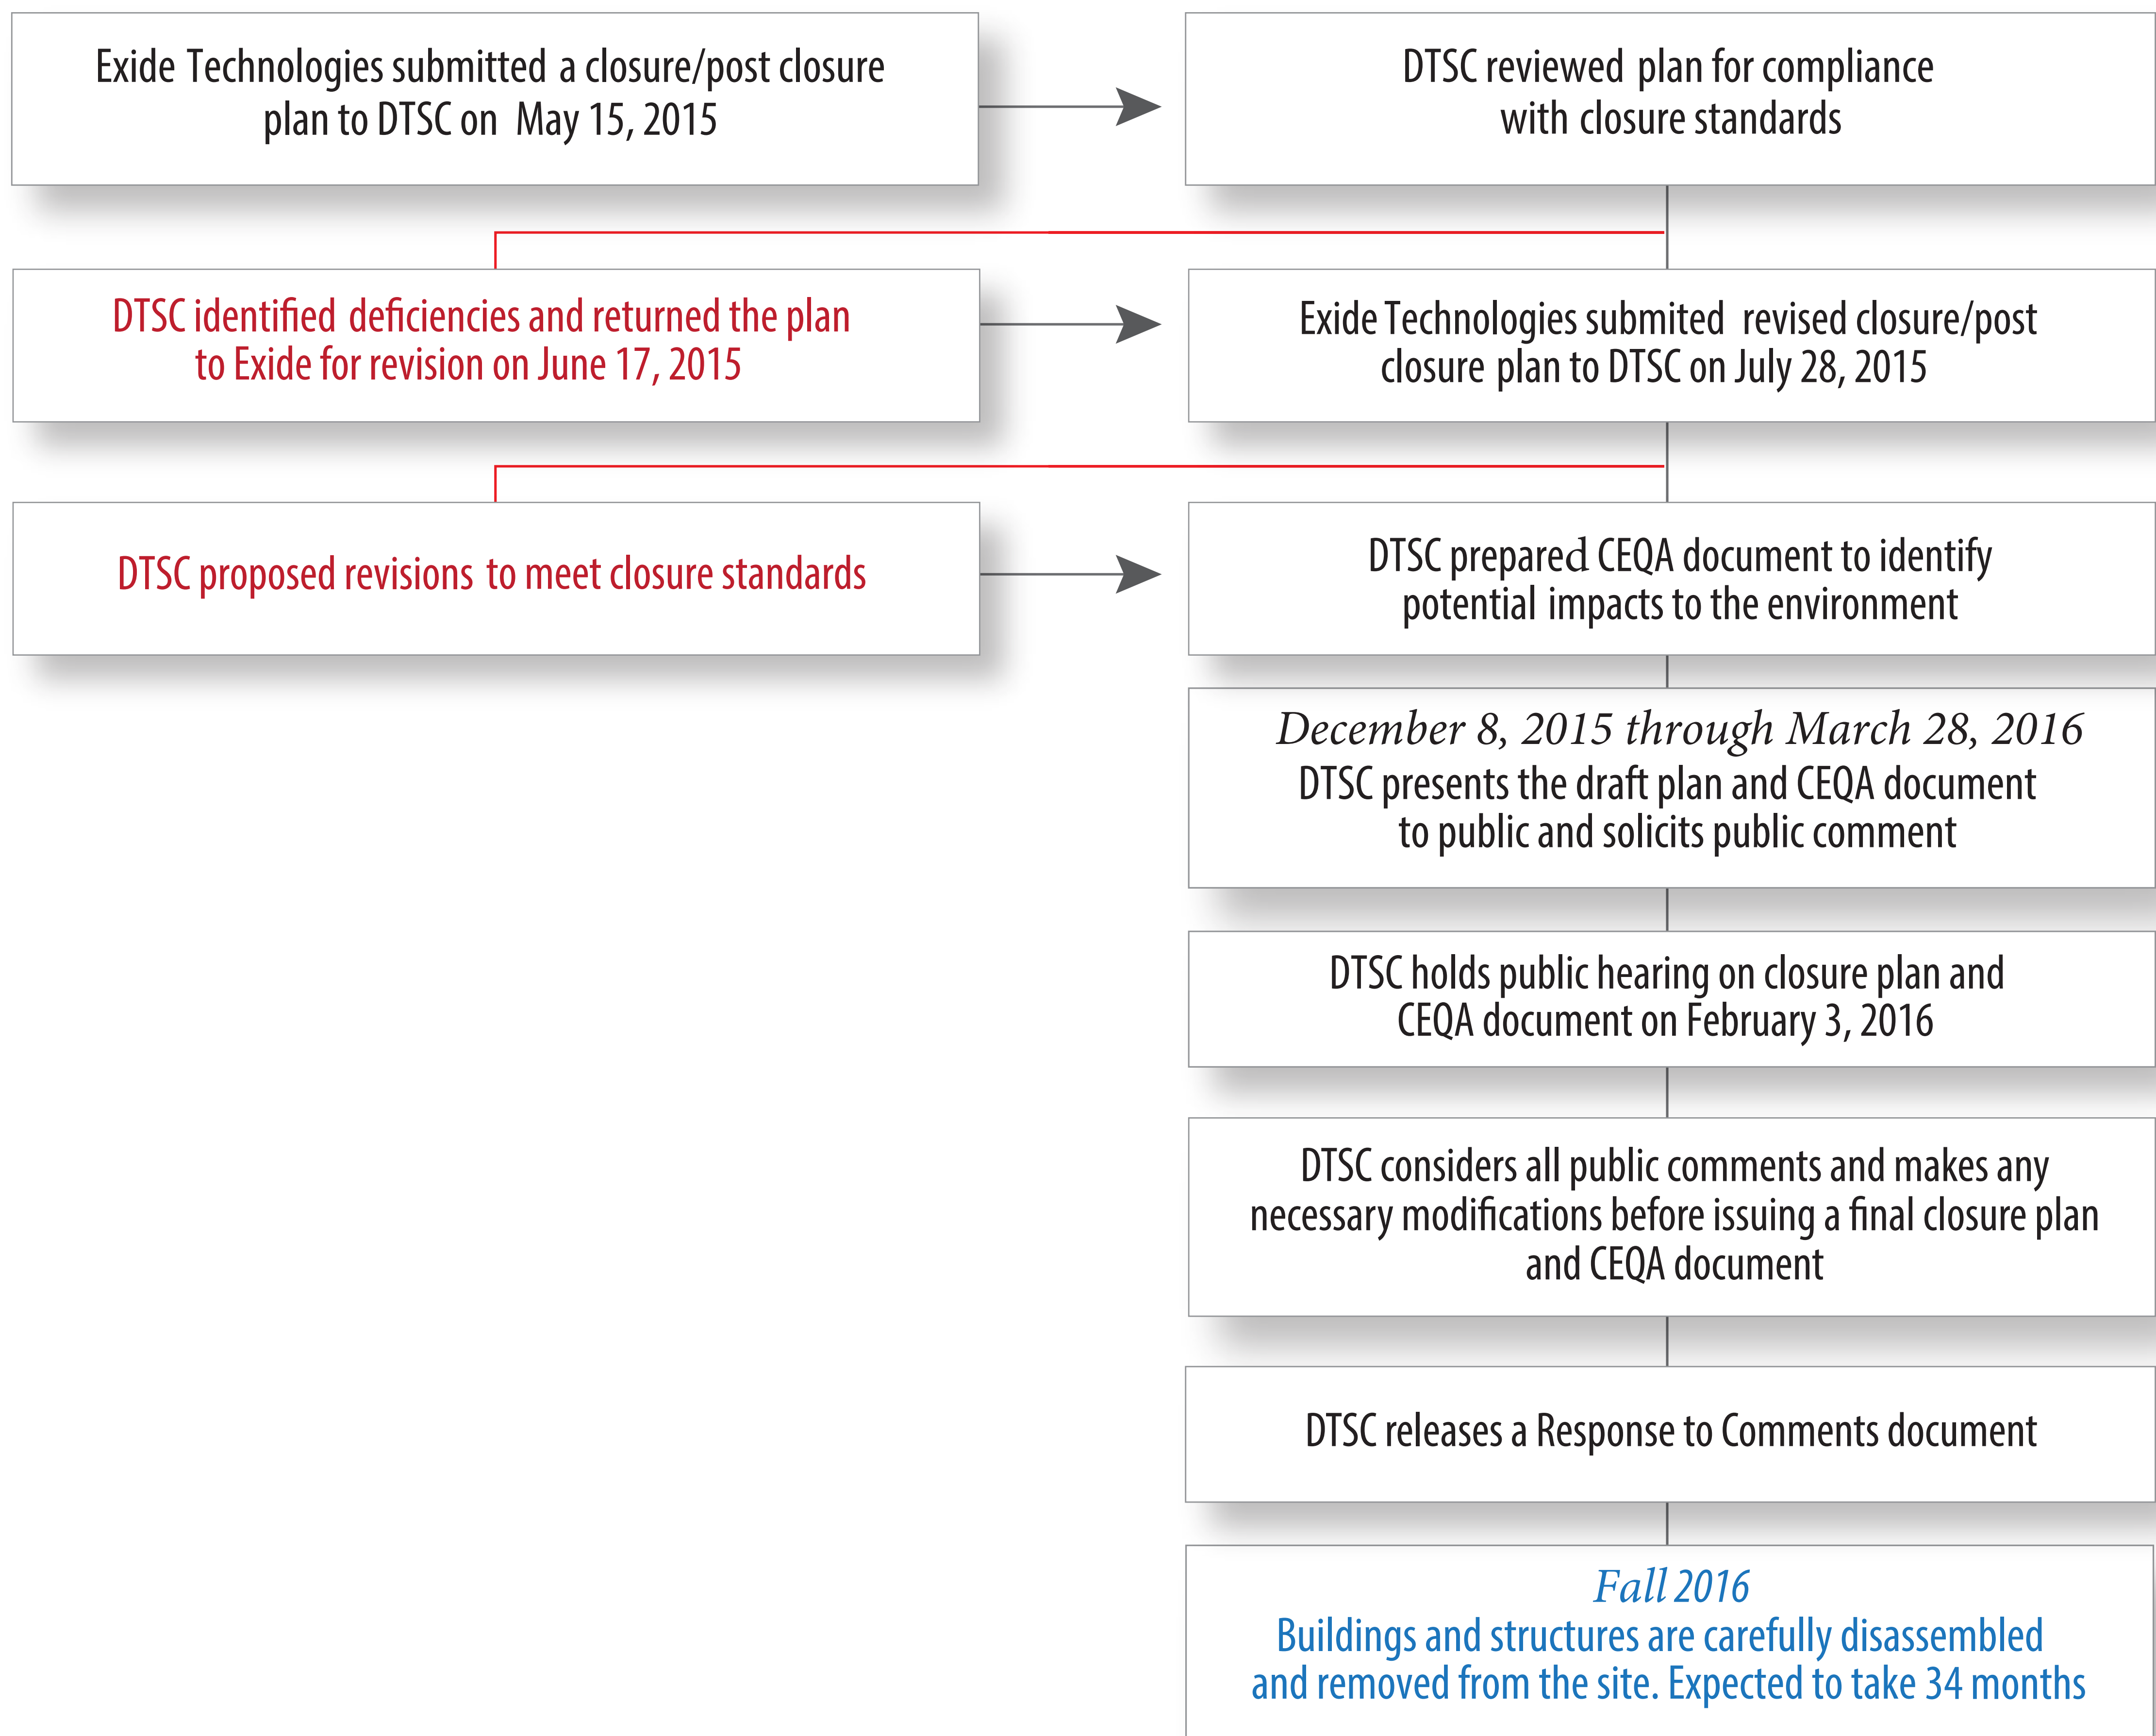 Exide Technologies submitted a closure/post closure
plan to DTSC on May 15, 2015
DTSC reviewed plan for compliance
with closure standards
DTSC identified deficiencies and returned the plan
to Exide for revision on June 17, 2015
Exide Technologies submited revised closure/post
closure plan to DTSC on July 28, 2015
DTSC proposed revisions to meet closure standards
DTSC prepared CEQA document to identify
potential impacts to the environment
December 8, 2015 through March 28, 2016
DTSC presents the draft plan and CEQA document
to public and solicits public comment
DTSC holds public hearing on closure plan and
CEQA document on February 3, 2016
DTSC considers all public comments and makes any
necessary modifications before issuing a final closure plan
and CEQA document
DTSC releases a Response to Comments document
Fall 2016
Buildings and structures are carefully disassembled
and removed from the site. Expected to take 34 months